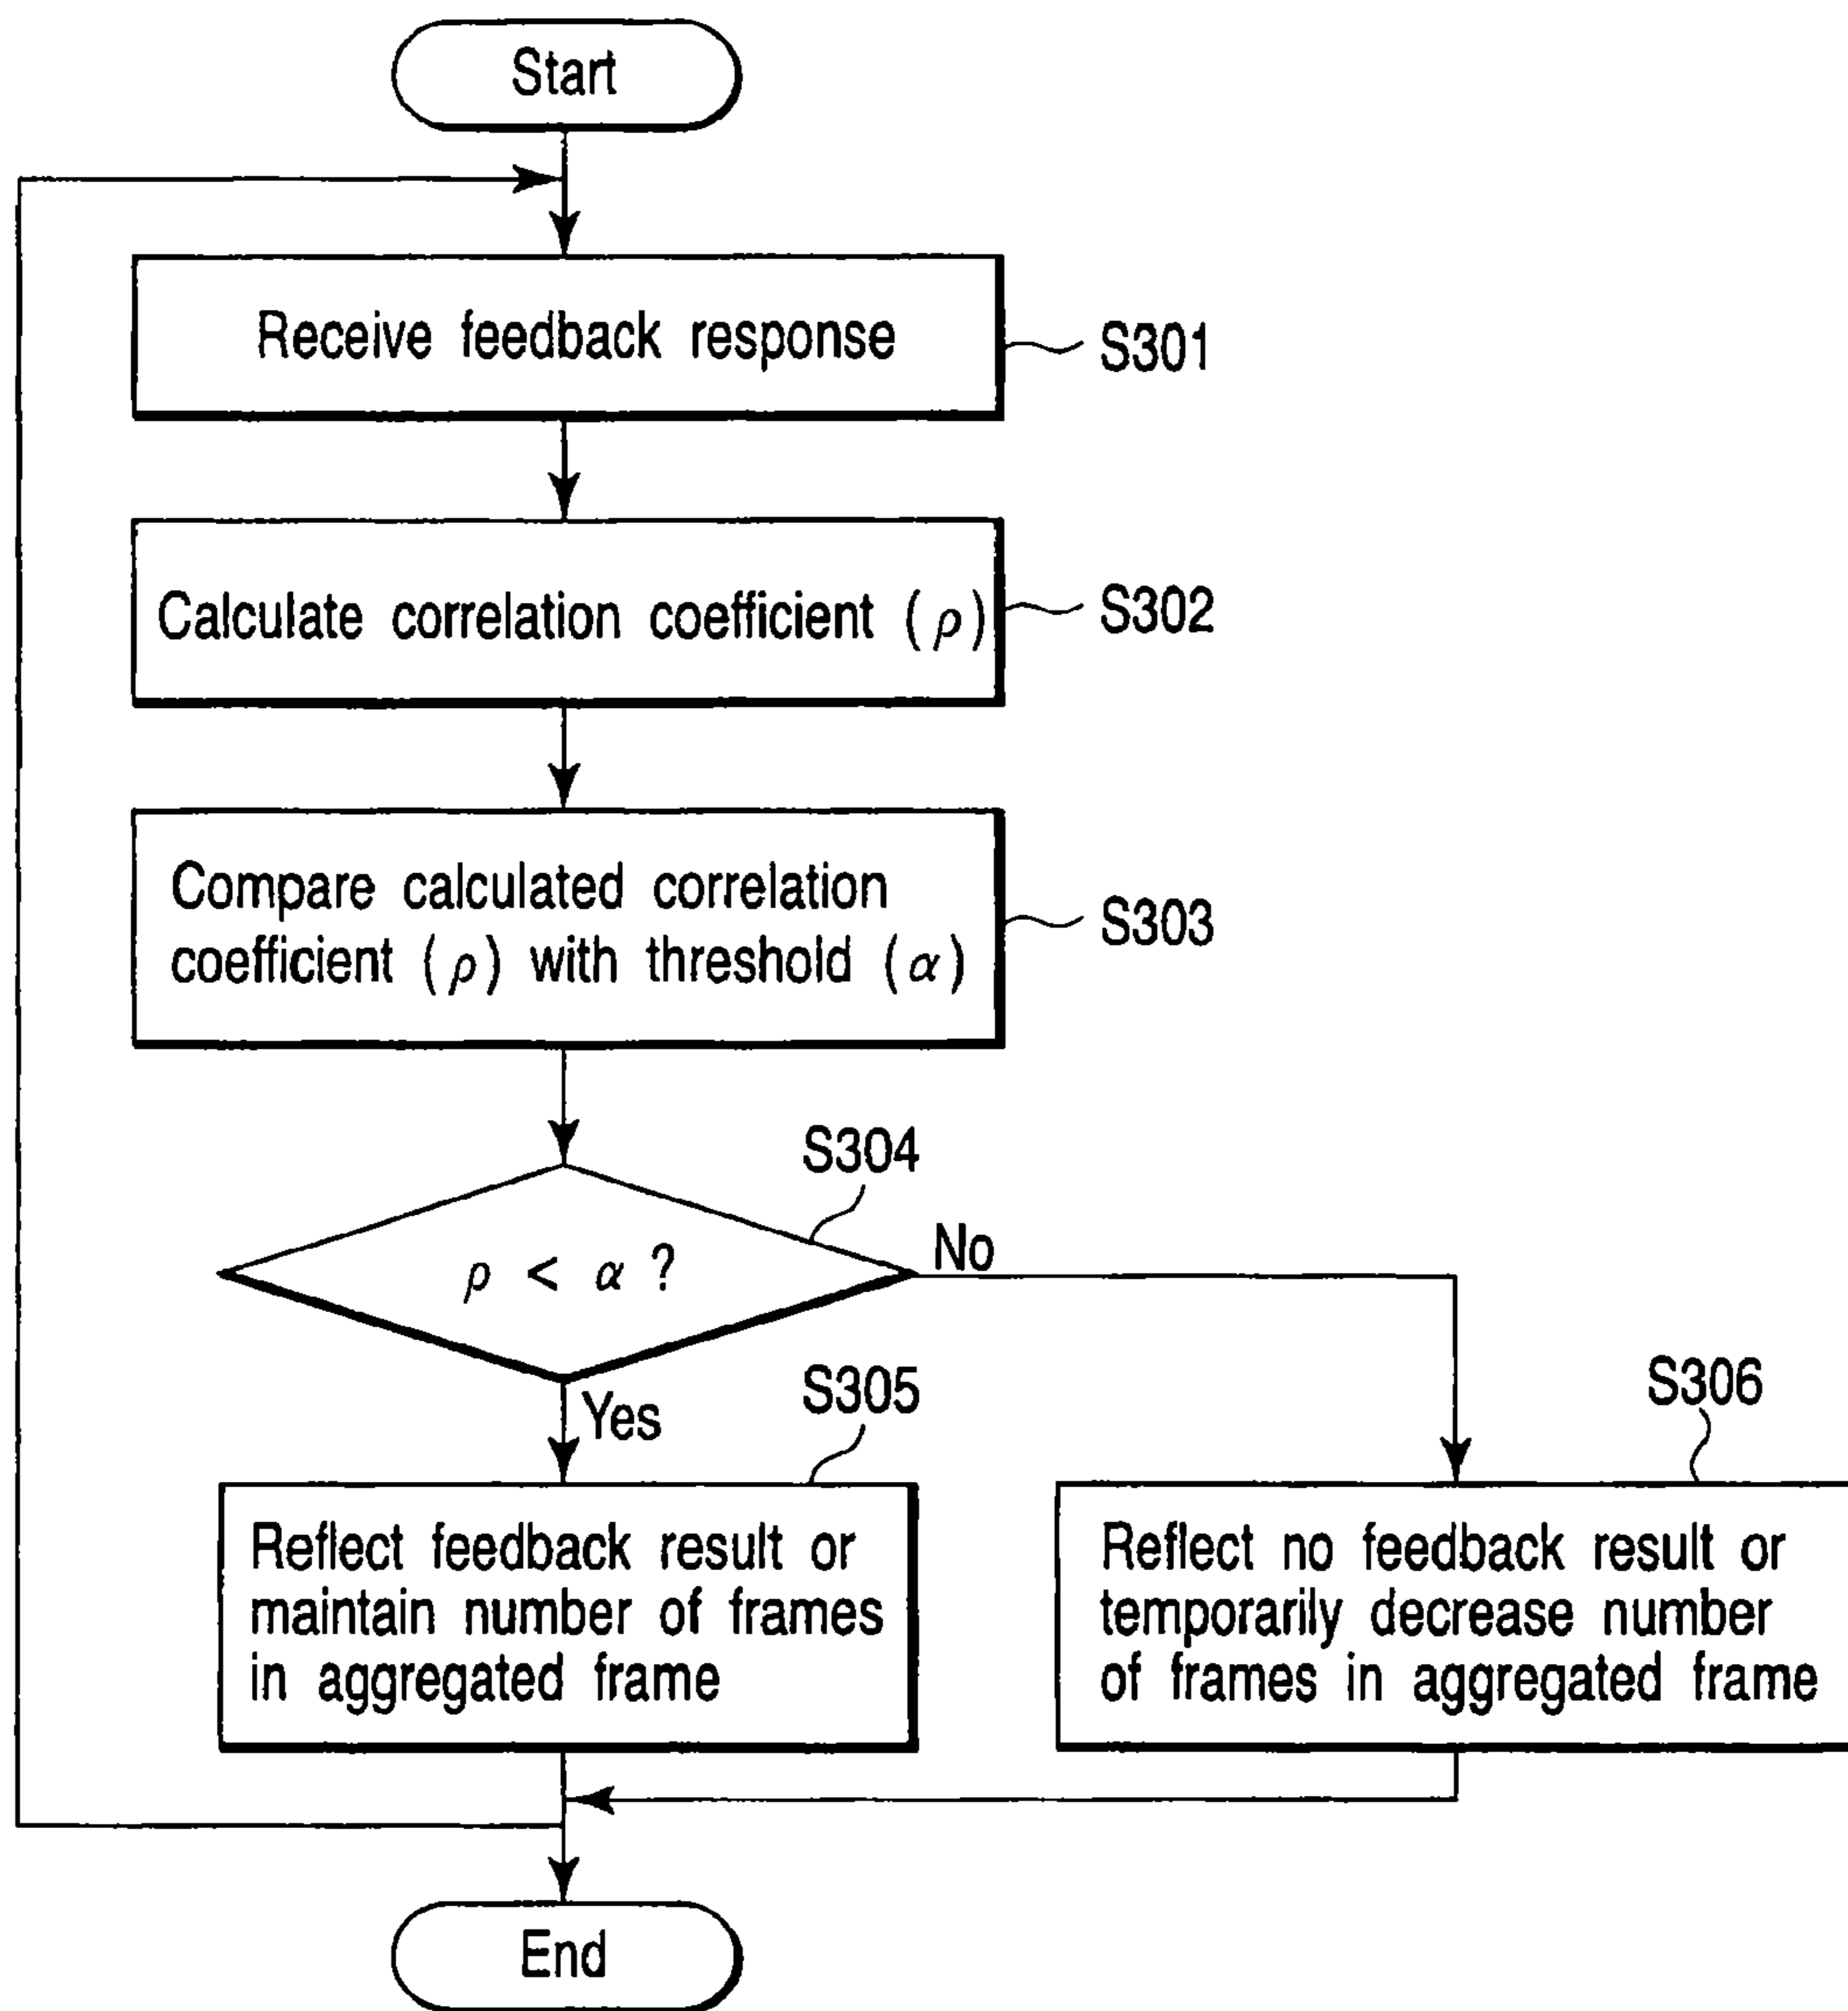 Start
Receive feedback response
S301
Calculate correlation coefficient (ρ)
S302
Compare calculated correlation
coefficient (ρ) with threshold (α)
S303
S304
ρ < α ?
No
Yes
S305
S306
Reflect feedback result or
maintain number of frames
in aggregated frame
Reflect no feedback result or
temporarily decrease number
of frames in aggregated frame
End